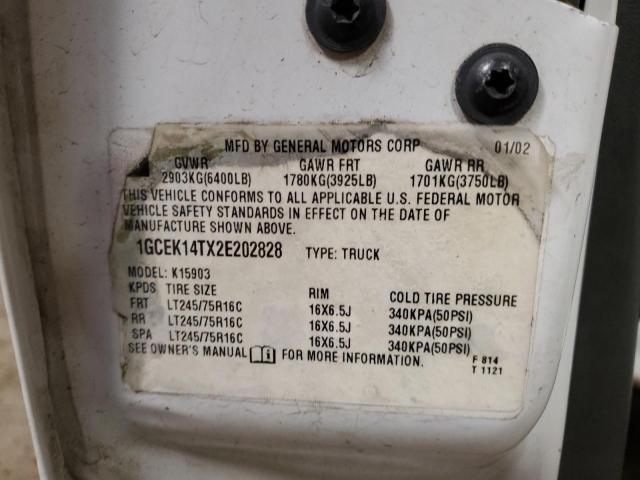 MFD BY GENERAL MOTORS CORP 01/02
GVWR GAWR FRT GAWR RR
2903KG(6400LB) 1780KG(3925LB) 1701KG(3750LB)
THIS VEHICLE CONFORMS TO ALL APPLICABLE U.S. FEDERAL MOTOR
VEHICLE SAFETY STANDARDS IN EFFECT ON THE DATE OF
MANUFACTURE SHOWN ABOVE.
1GCEK14TX2E202828 TYPE: TRUCK
MODEL: K15903
KPDS TIRE SIZE RIM COLD TIRE PRESSURE
FRT LT245/75R16C 16X6.5J 340KPA(50PSI)
RR LT245/75R16C 16X6.5J 340KPA(50PSI)
SPA LT245/75R16C 16X6.5J 340KPA(50PSI)
SEE OWNER'S MANUAL FOR MORE INFORMATION. F 814
T 1121